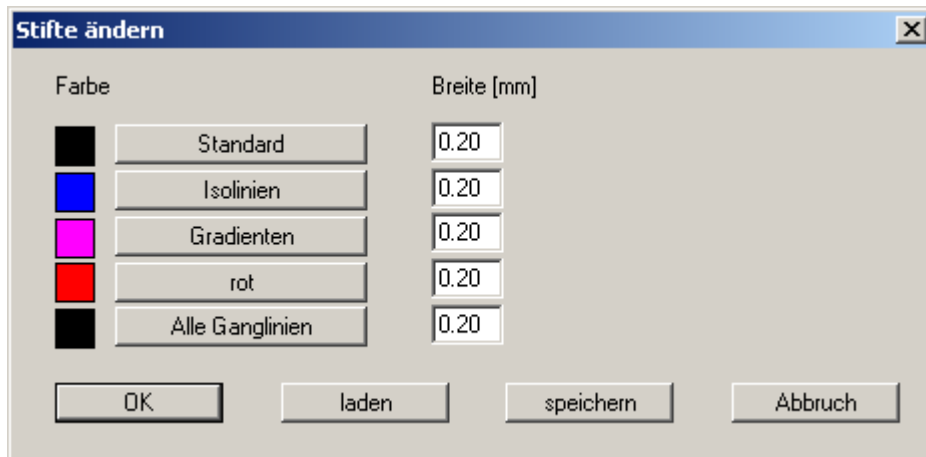 Stifte ändern
Farbe Breite [mm]
Standard 0.20
Isolinien 0.20
Gradienten 0.20
rot 0.20
Alle Ganglinien 0.20
OK laden speichern Abbruch